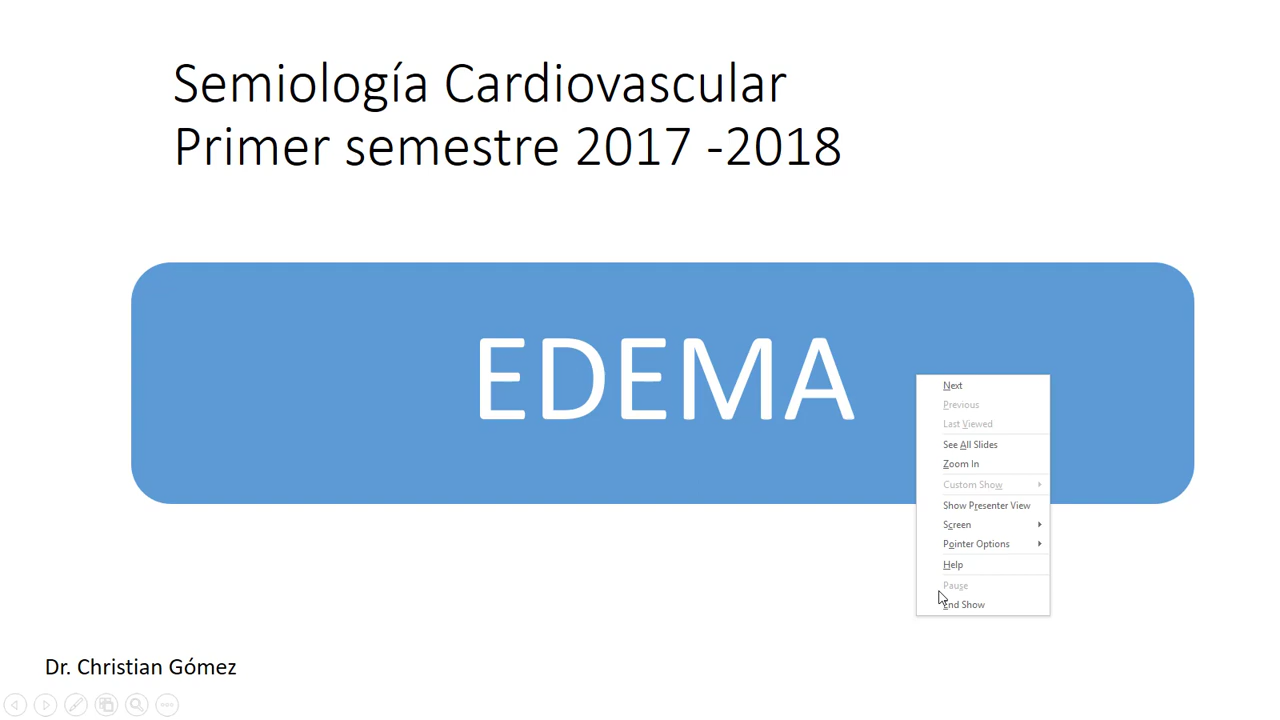 Semiología Cardiovascular
Primer semestre 2017 -2018
EDEMA
Next
Previous
Last Viewed
See All Slides
Zoom In
Custom Show
Show Presenter View
Screen
Pointer Options
Help
Pause
End Show
Dr. Christian Gómez